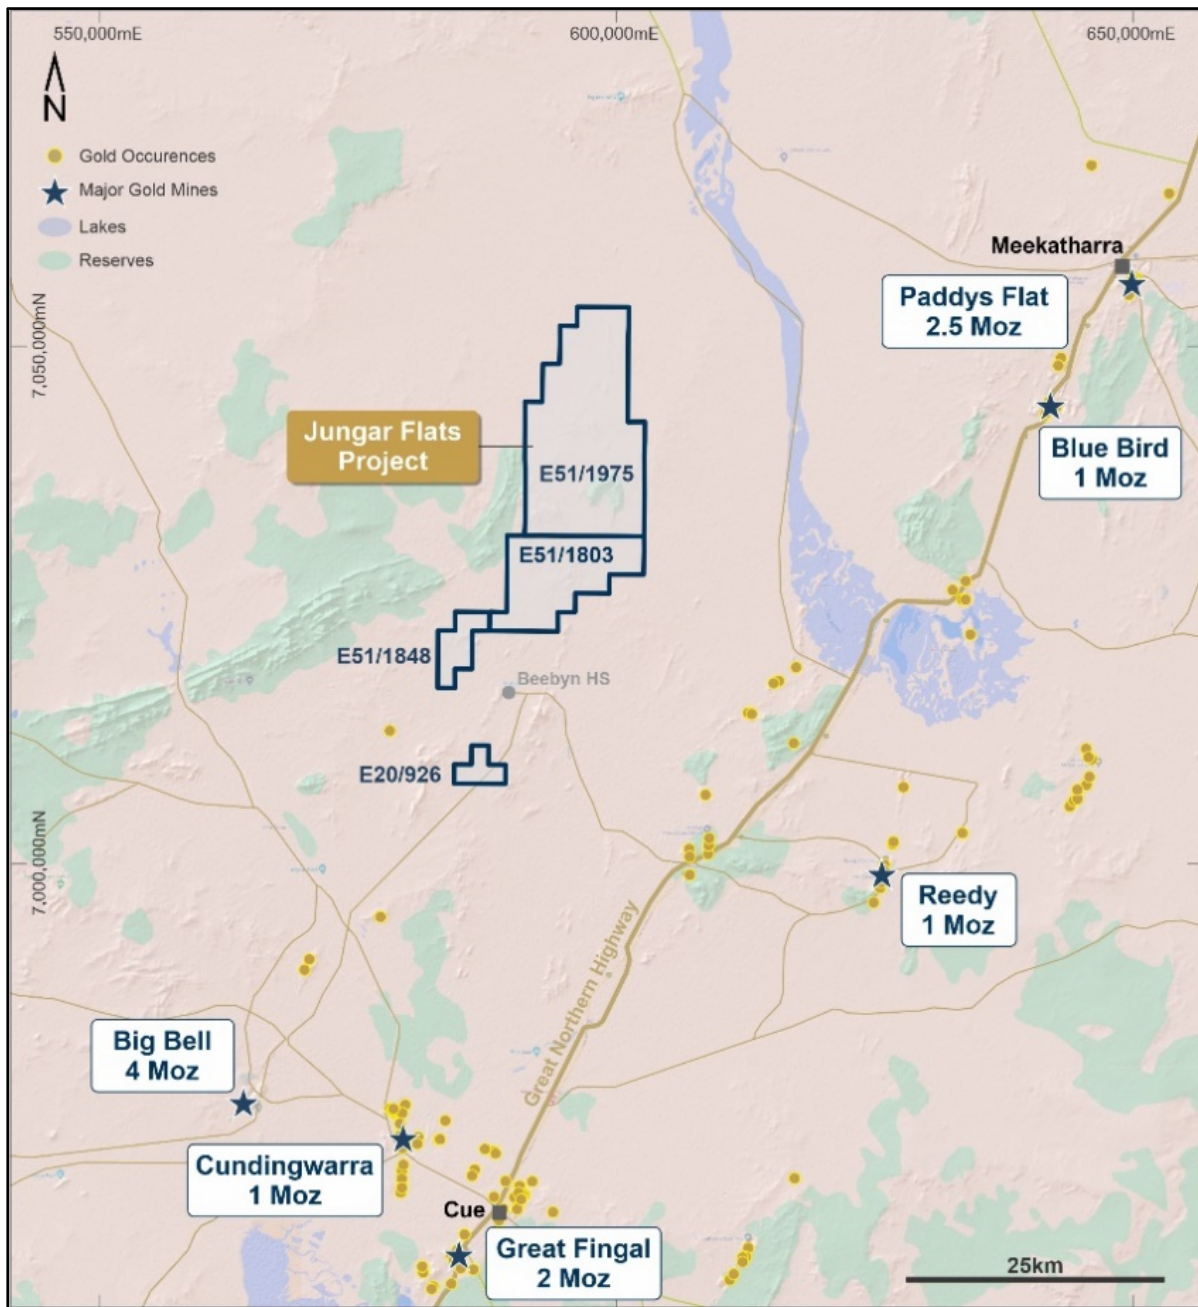 550,000mE
600,000mE
650,000mE
N
Gold Occurences
Major Gold Mines
Lakes
Reserves
Meekatharra
Paddys Flat
2.5 Moz
7,050,000mN
Blue Bird
1 Moz
Jungar Flats
Project
E51/1975
E51/1803
E51/1848
Beebyn HS
E20/926
7,000,000mN
Reedy
1 Moz
Great Northern Highway
Big Bell
4 Moz
Cundingwarra
1 Moz
Cue
Great Fingal
2 Moz
25km